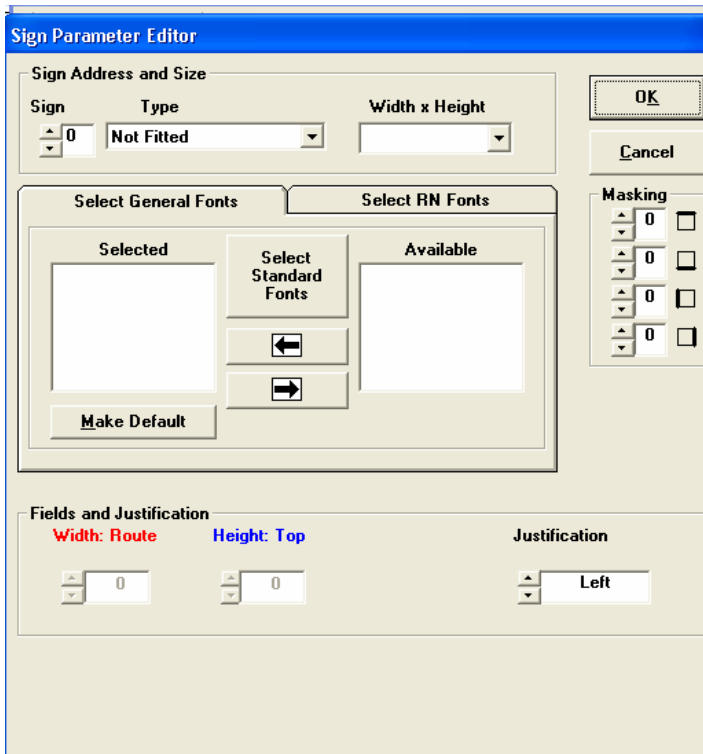 Sign Parameter Editor
Sign Address and Size
Sign Type Width x Height
0 Not Fitted
OK
Cancel
Select General Fonts Select RN Fonts
Selected
Select
Standard
Fonts
Available
Make Default
Masking
0
0
0
0
Fields and Justification
Width: Route Height: Top Justification
0 0 Left